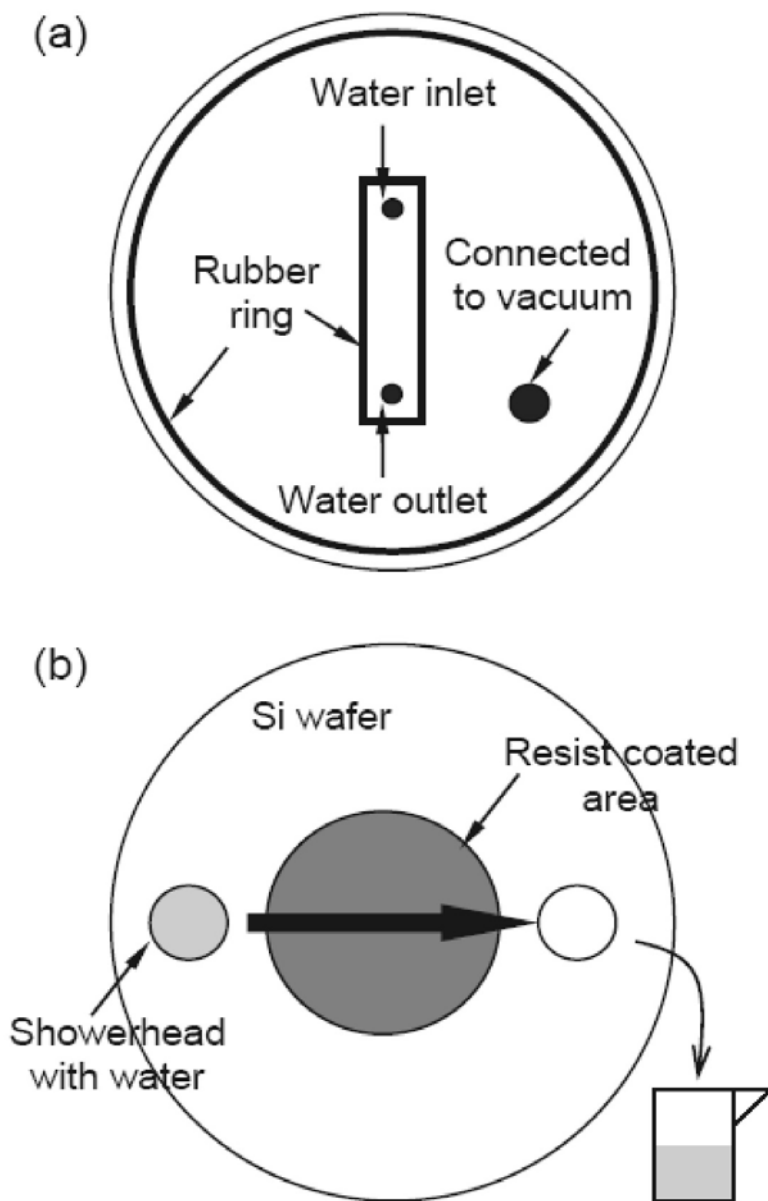 (a)
Water inlet
Connected
to vacuum
Rubber
ring
Water outlet
(b)
Si wafer
Resist coated
area
Showerhead
with water